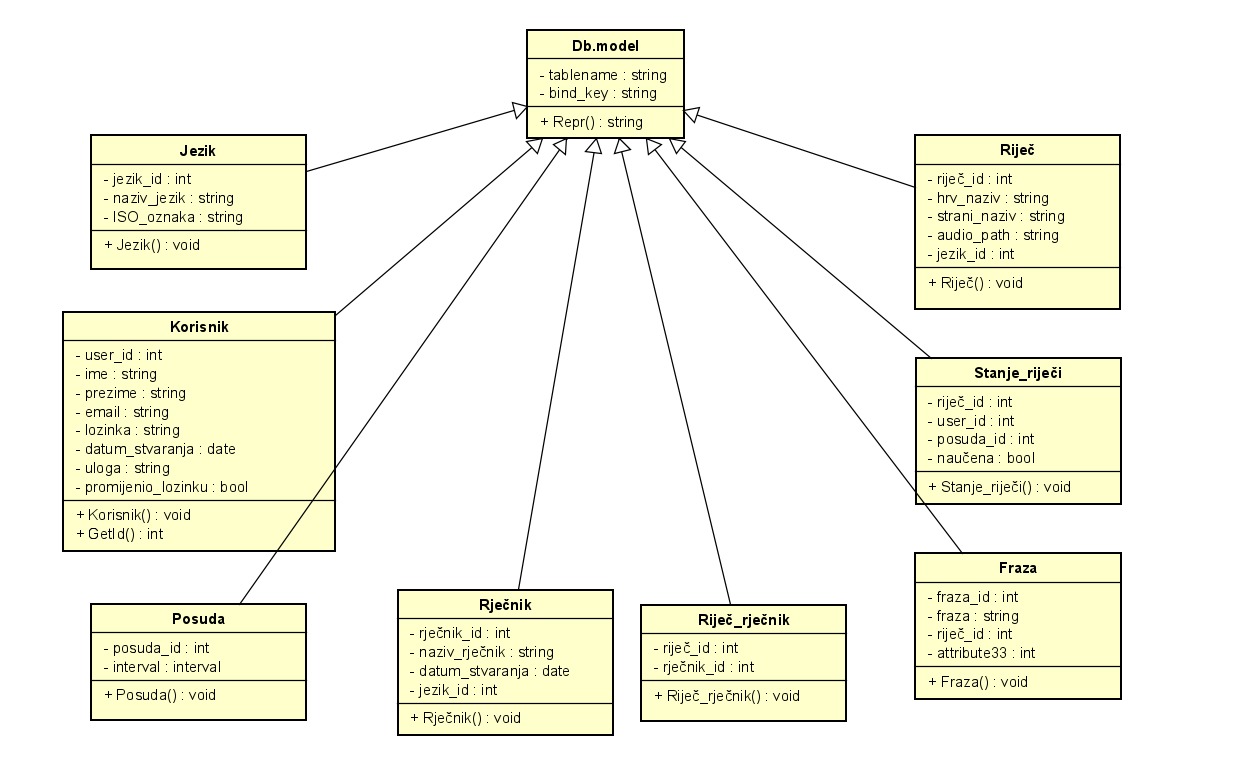 Db.model
- tablename : string
- bind_key : string
+ Repr() : string
Jezik
- jezik_id : int
- naziv_jezik : string
- ISO_oznaka : string
+ Jezik() : void
Riječ
- riječ_id : int
- hrv_naziv : string
- strani_naziv : string
- audio_path : string
- jezik_id : int
+ Riječ() : void
Korisnik
- user_id : int
- ime : string
- prezime : string
- email : string
- lozinka : string
- datum_stvaranja : date
- uloga : string
- promijenio_lozinku : bool
+ Korisnik() : void
+ GetId() : int
Stanje_riječi
- riječ_id : int
- user_id : int
- posuda_id : int
- naučena : bool
+ Stanje_riječi() : void
Posuda
- posuda_id : int
- interval : interval
+ Posuda() : void
Rječnik
- rječnik_id : int
- naziv_rječnik : string
- datum_stvaranja : date
- jezik_id : int
+ Rječnik() : void
Riječ_rječnik
- riječ_id : int
- rječnik_id : int
+ Riječ_rječnik() : void
Fraza
- fraza_id : int
- fraza : string
- riječ_id : int
- attribute33 : int
+ Fraza() : void